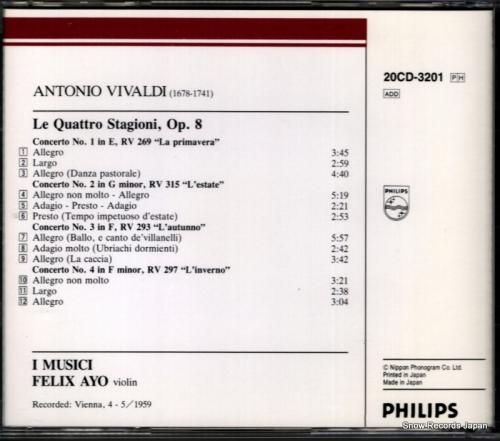 ANTONIO VIVALDI (1678-1741)
Le Quattro Stagioni, Op. 8
Concerto No. 1 in E, RV 269 "La primavera"
1 Allegro 3:45
2 Largo 2:59
3 Allegro (Danza pastorale) 4:40
Concerto No. 2 in G minor, RV 315 "L'estate"
4 Allegro non molto - Allegro 5:19
5 Adagio - Presto - Adagio 2:21
6 Presto (Tempo impetuoso d'estate) 2:53
Concerto No. 3 in F, RV 293 "L'autunno"
7 Allegro (Ballo, e canto de'villanelli) 5:57
8 Adagio molto (Ubriachi dormienti) 2:42
9 Allegro (La caccia) 3:42
Concerto No. 4 in F minor, RV 297 "L'inverno"
10 Allegro non molto 3:21
11 Largo 2:38
12 Allegro 3:04
I MUSICI
FELIX AYO violin
Recorded: Vienna, 4-5/1959
20CD-3201 PH
ADD
PHILIPS
© Nippon Phonogram Co. Ltd.
Printed in Japan
Made in Japan
PHILIPS
Snow Records Japan